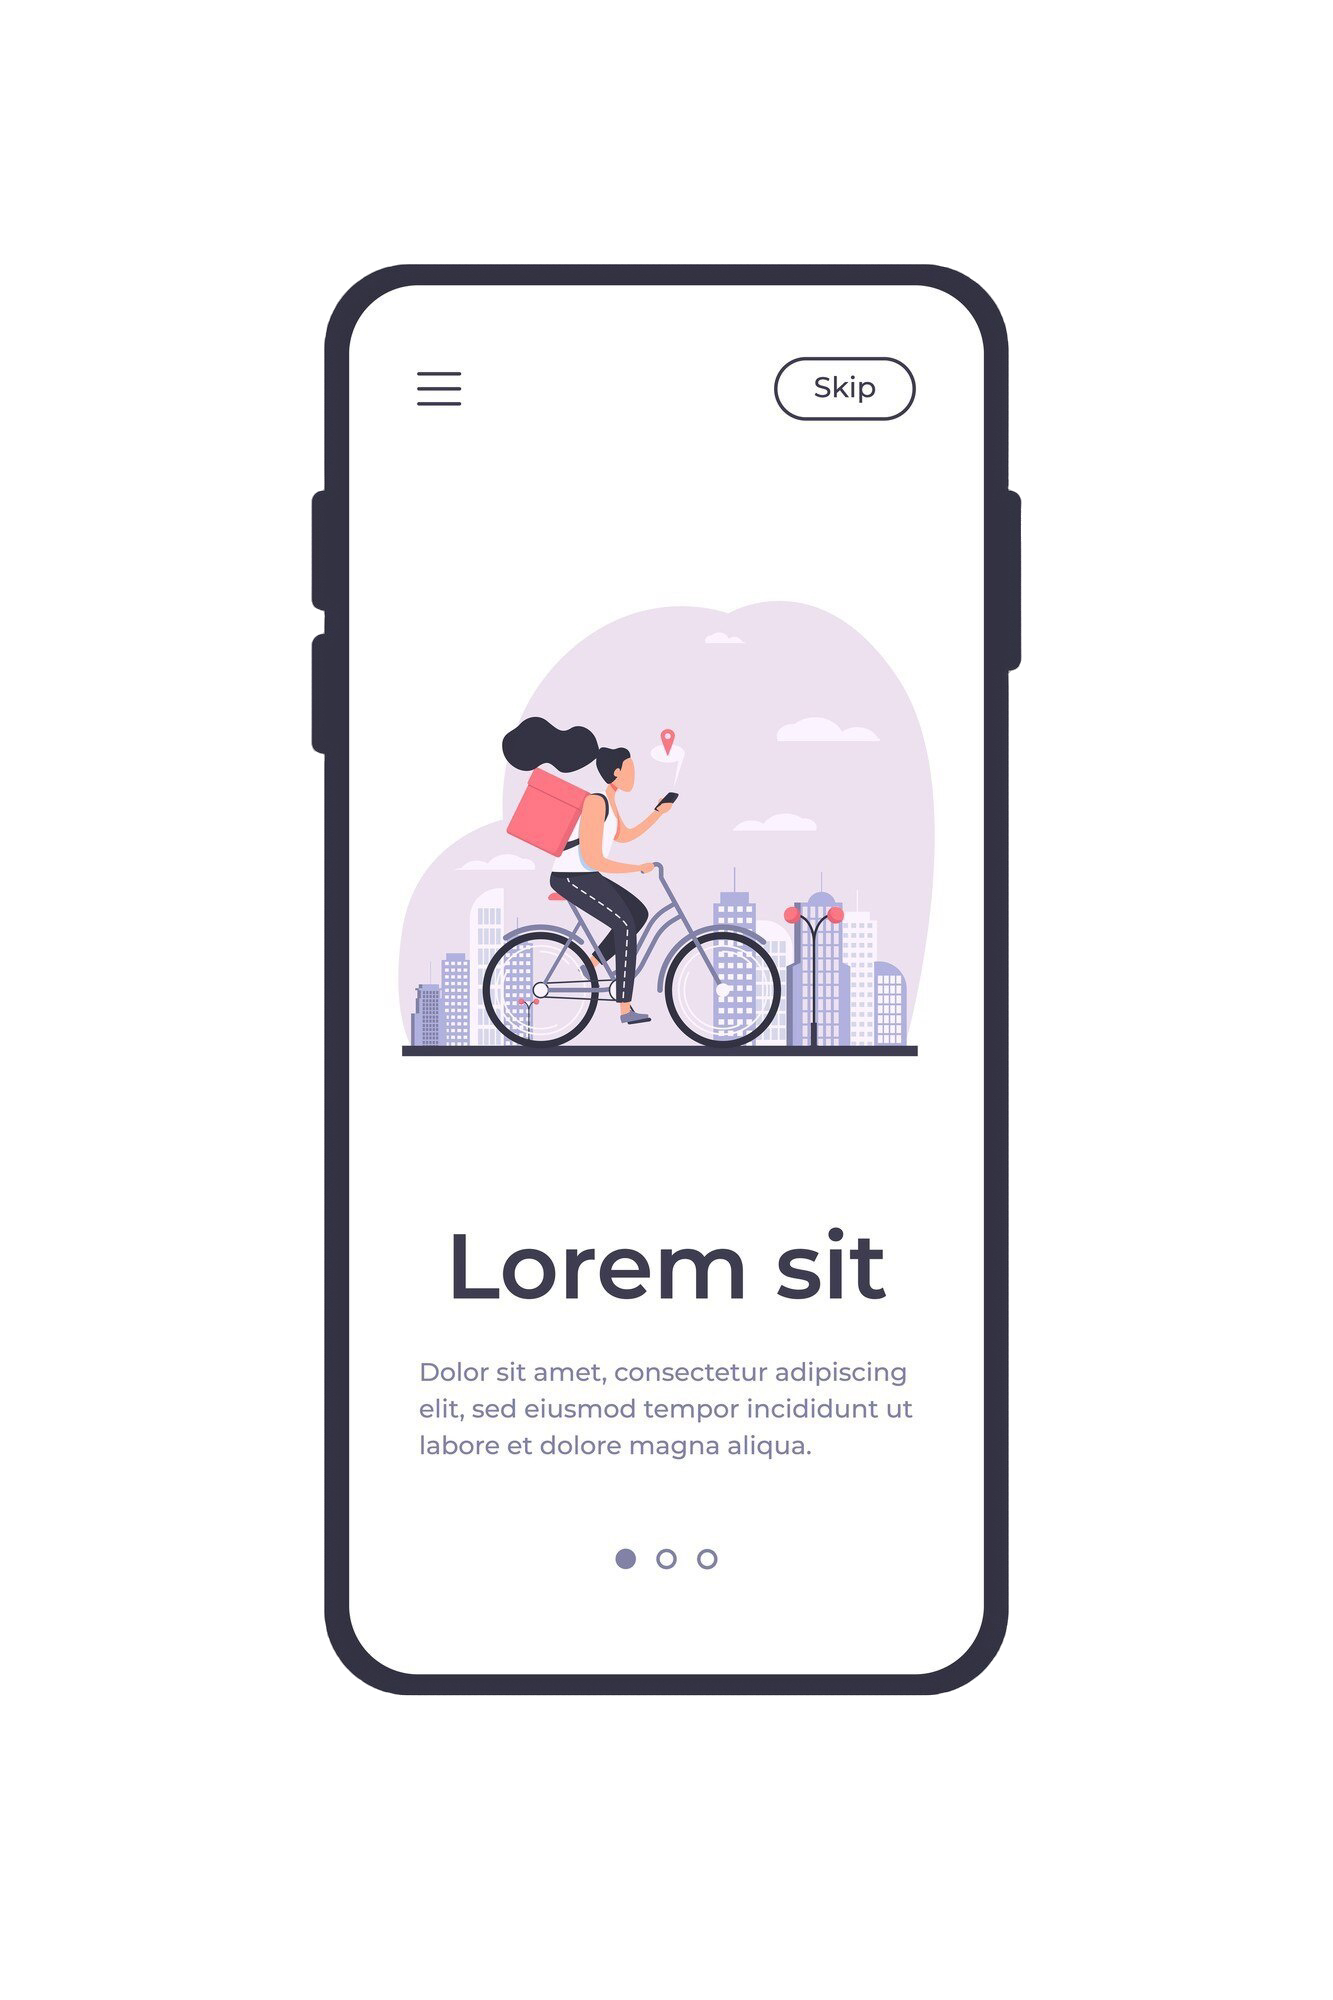 Skip
Lorem sit
Dolor sit amet, consectetur adipiscing
elit, sed eiusmod tempor incididunt ut
labore et dolore magna aliqua.